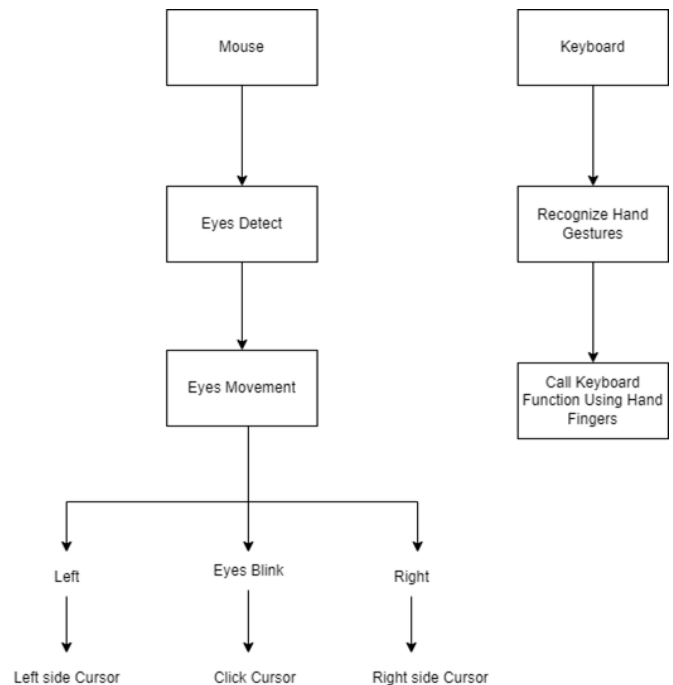 Mouse
Keyboard
Eyes Detect
Recognize Hand
Gestures
Eyes Movement
Call Keyboard
Function Using Hand
Fingers
Left
Eyes Blink
Right
Left side Cursor
Click Cursor
Right side Cursor